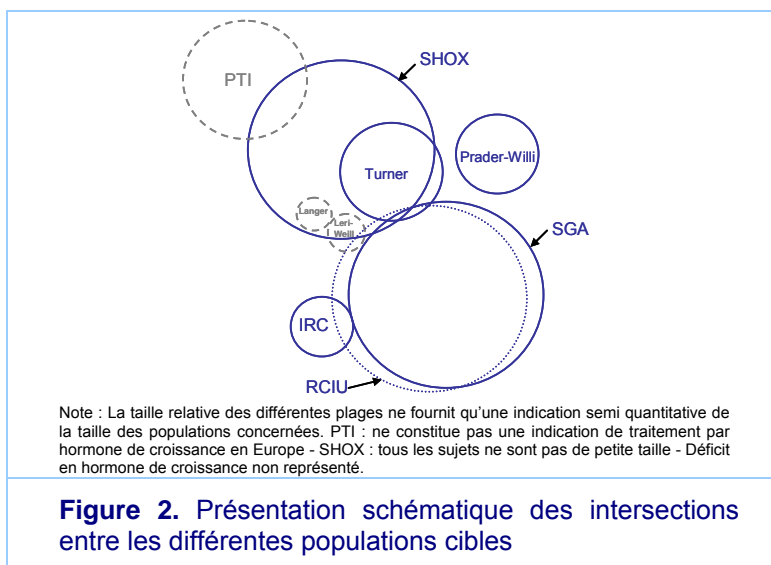 SHOX
PTI
Prader-Willi
Turner
Langer
Leri-
Weill
SGA
IRC
RCIU
Note : La taille relative des différentes plages ne fournit qu'une indication semi quantitative de
la taille des populations concernées. PTI : ne constitue pas une indication de traitement par
hormone de croissance en Europe - SHOX : tous les sujets ne sont pas de petite taille - Déficit
en hormone de croissance non représenté.
Figure 2. Présentation schématique des intersections
entre les différentes populations cibles